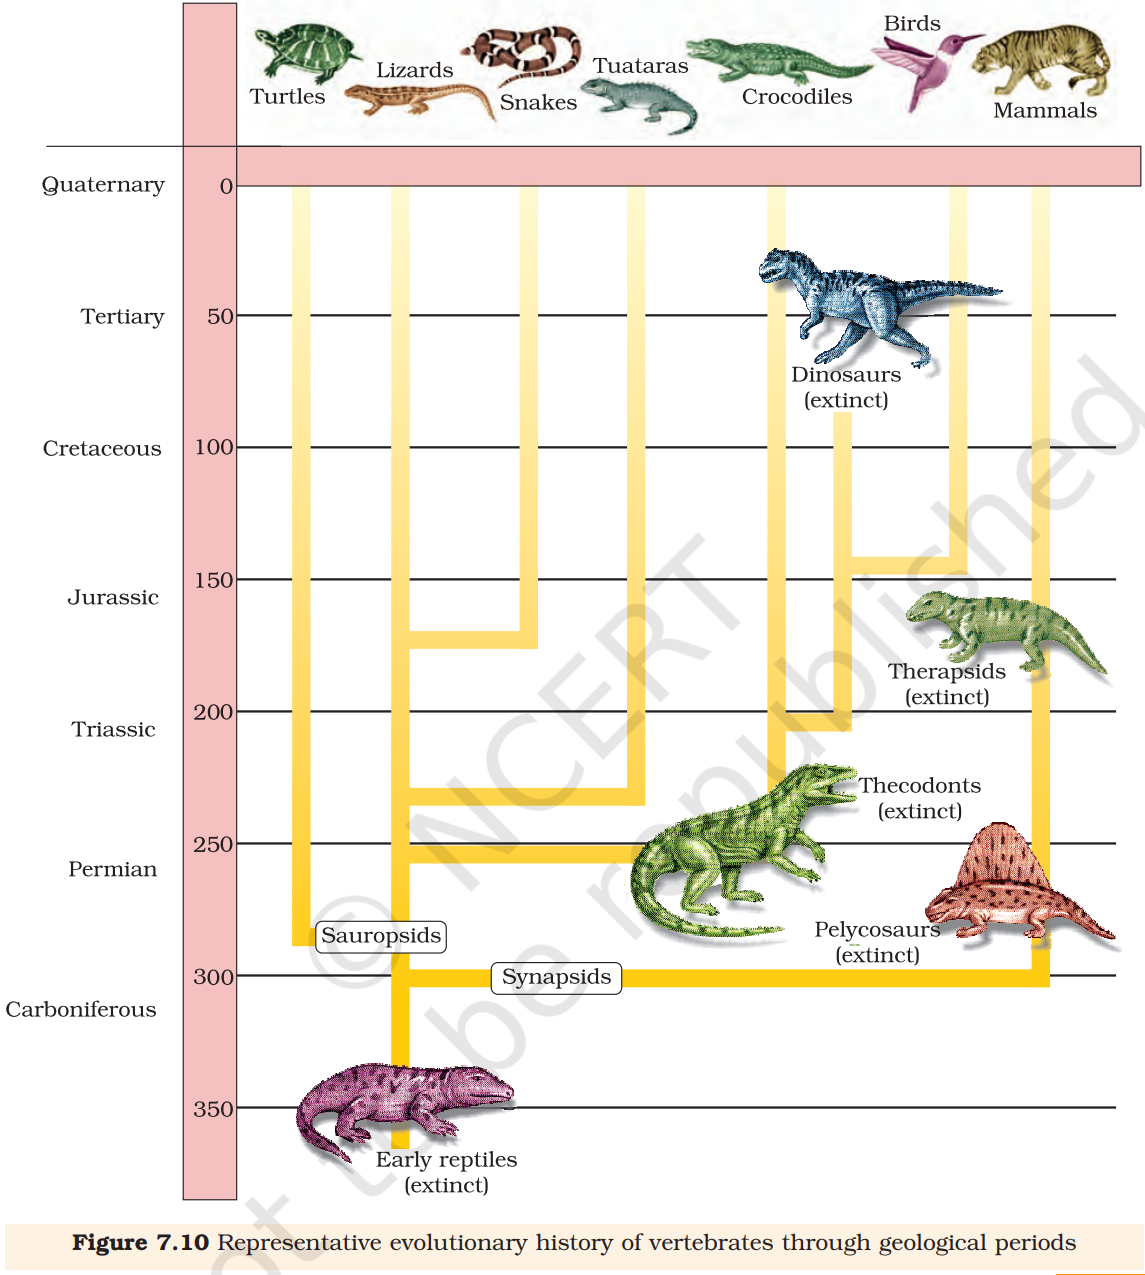 Birds
Lizards
Tuataras
Turtles
Snakes
Crocodiles
Mammals
Quaternary 0
Tertiary 50
Dinosaurs
(extinct)
Cretaceous 100
150
Jurassic
Therapsids
(extinct)
200
Triassic
Thecodonts
(extinct)
250
Permian
Pelycosaurs
(extinct)
Sauropsids
300
Synapsids
Carboniferous
350
Early reptiles
(extinct)
© NCERT
not to be republished
Figure 7.10 Representative evolutionary history of vertebrates through geological periods